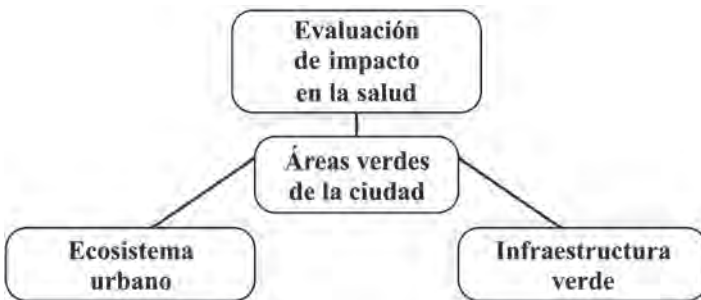 Evaluación
de impacto
en la salud
Áreas verdes
de la ciudad
Ecosistema
urbano
Infraestructura
verde